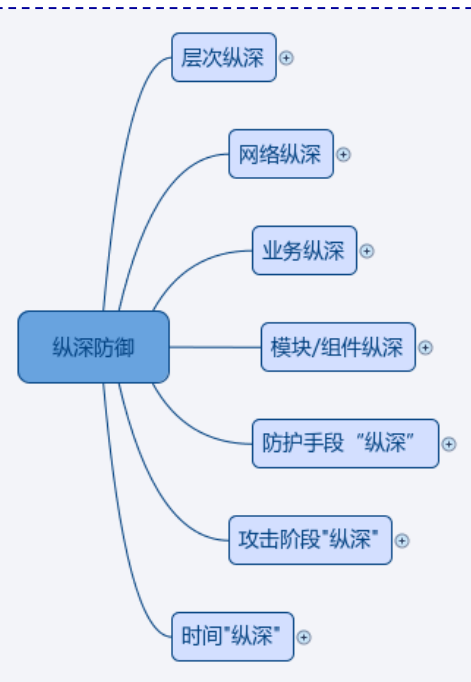 层次纵深
网络纵深
业务纵深
纵深防御
模块/组件纵深
防护手段“纵深”
攻击阶段"纵深"
时间"纵深"